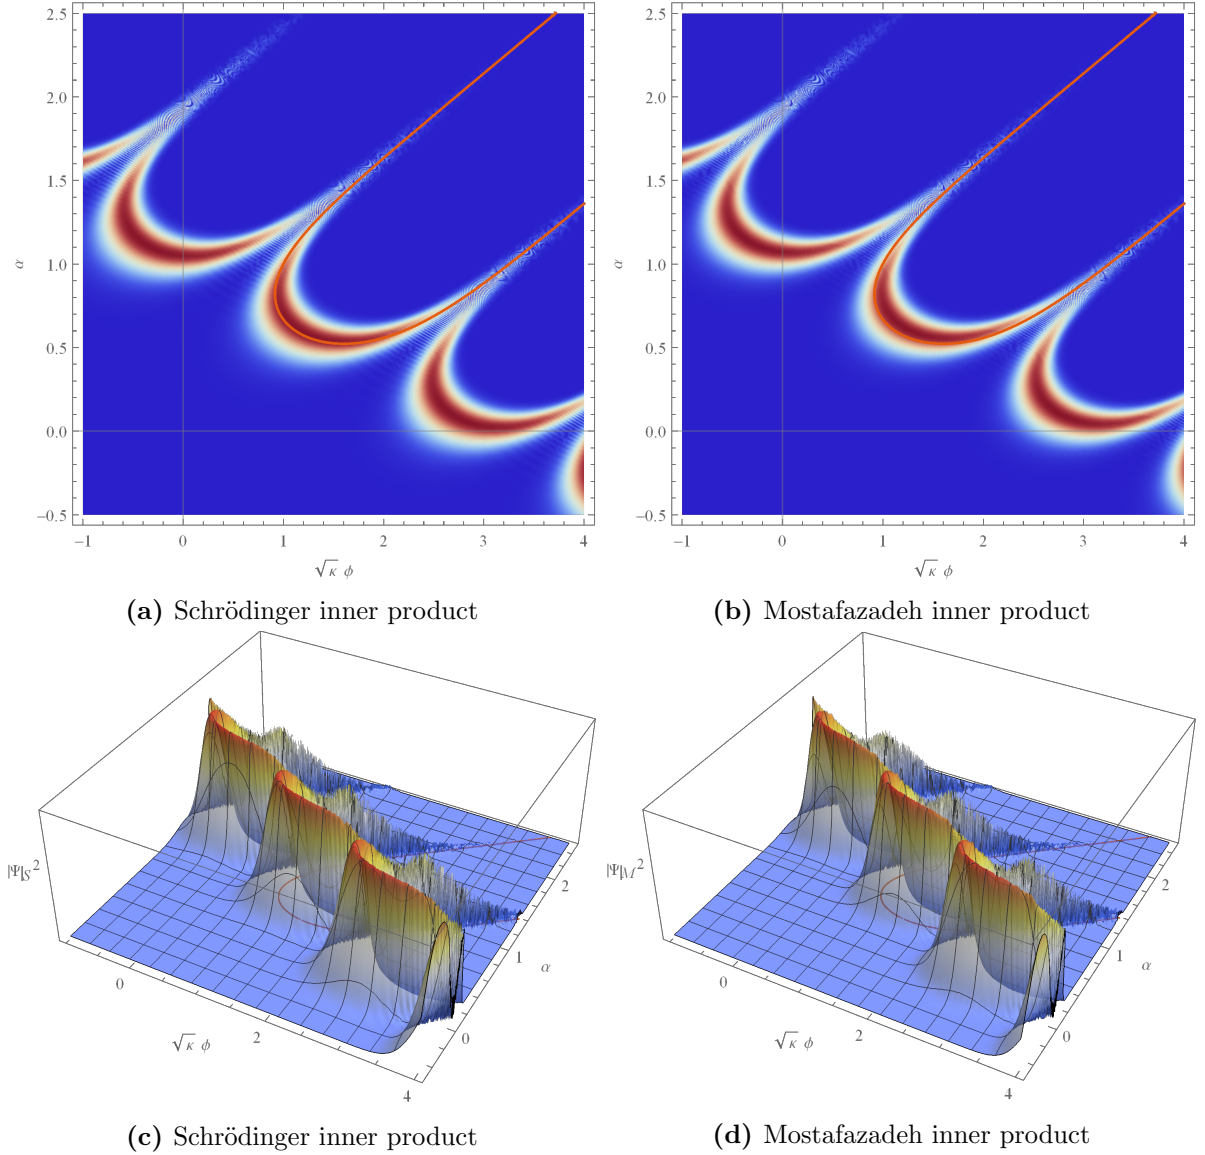 2.5
2.0
1.5
1.0
0.5
0.0
−0.5
α
−1 0 1 2 3 4
√κ ϕ
(a) Schrödinger inner product
2.5
2.0
1.5
1.0
0.5
0.0
−0.5
α
−1 0 1 2 3 4
√κ ϕ
(b) Mostafazadeh inner product
|Ψ|S²
0
2
4
√κ ϕ
0
1
2
α
(c) Schrödinger inner product
|Ψ|M²
0
2
4
√κ ϕ
0
1
2
α
(d) Mostafazadeh inner product